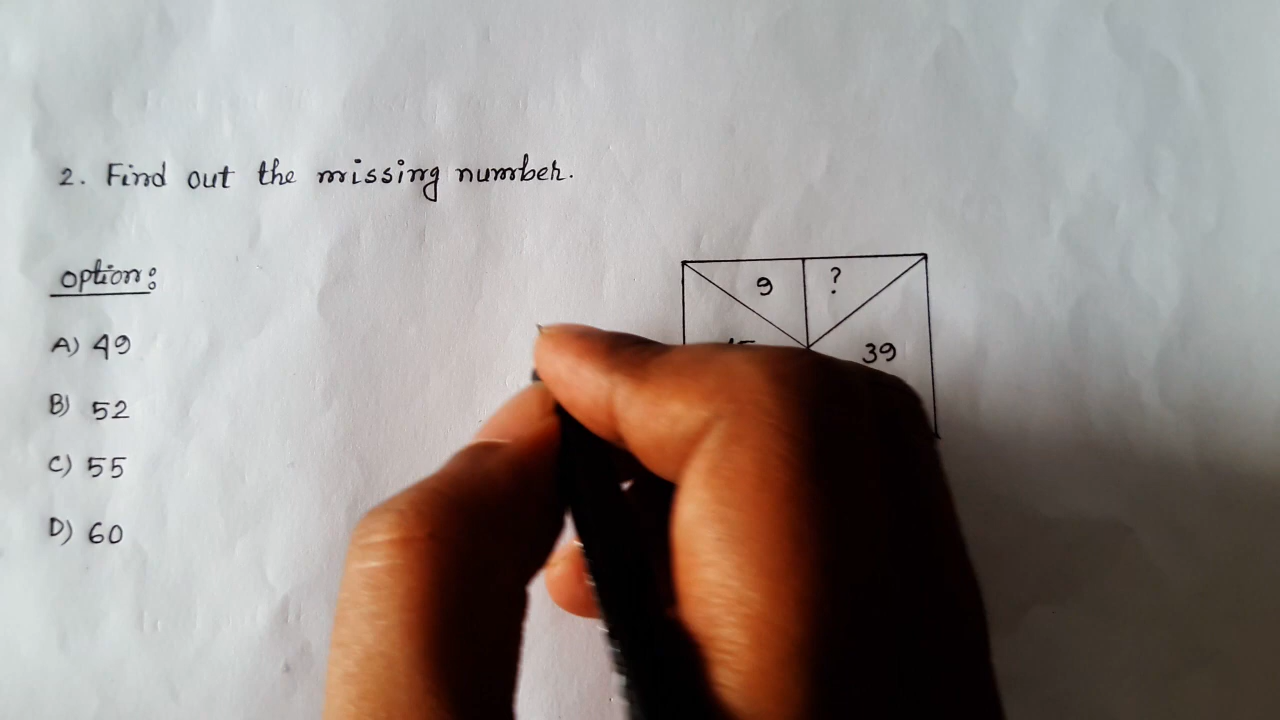 2. Find out the missing number.
option:
A) 49
B) 52
C) 55
D) 60
9 ?
39